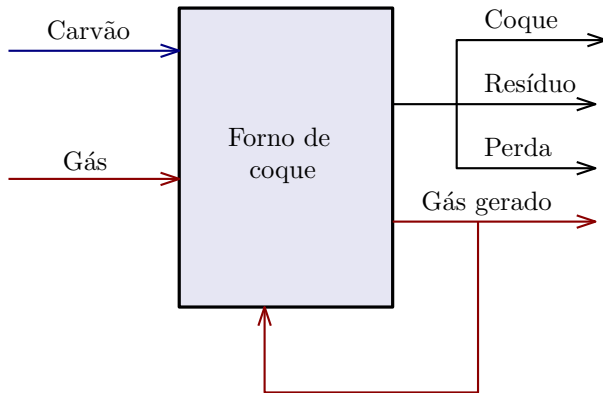 Carvão
Gás
Forno de
coque
Coque
Resíduo
Perda
Gás gerado